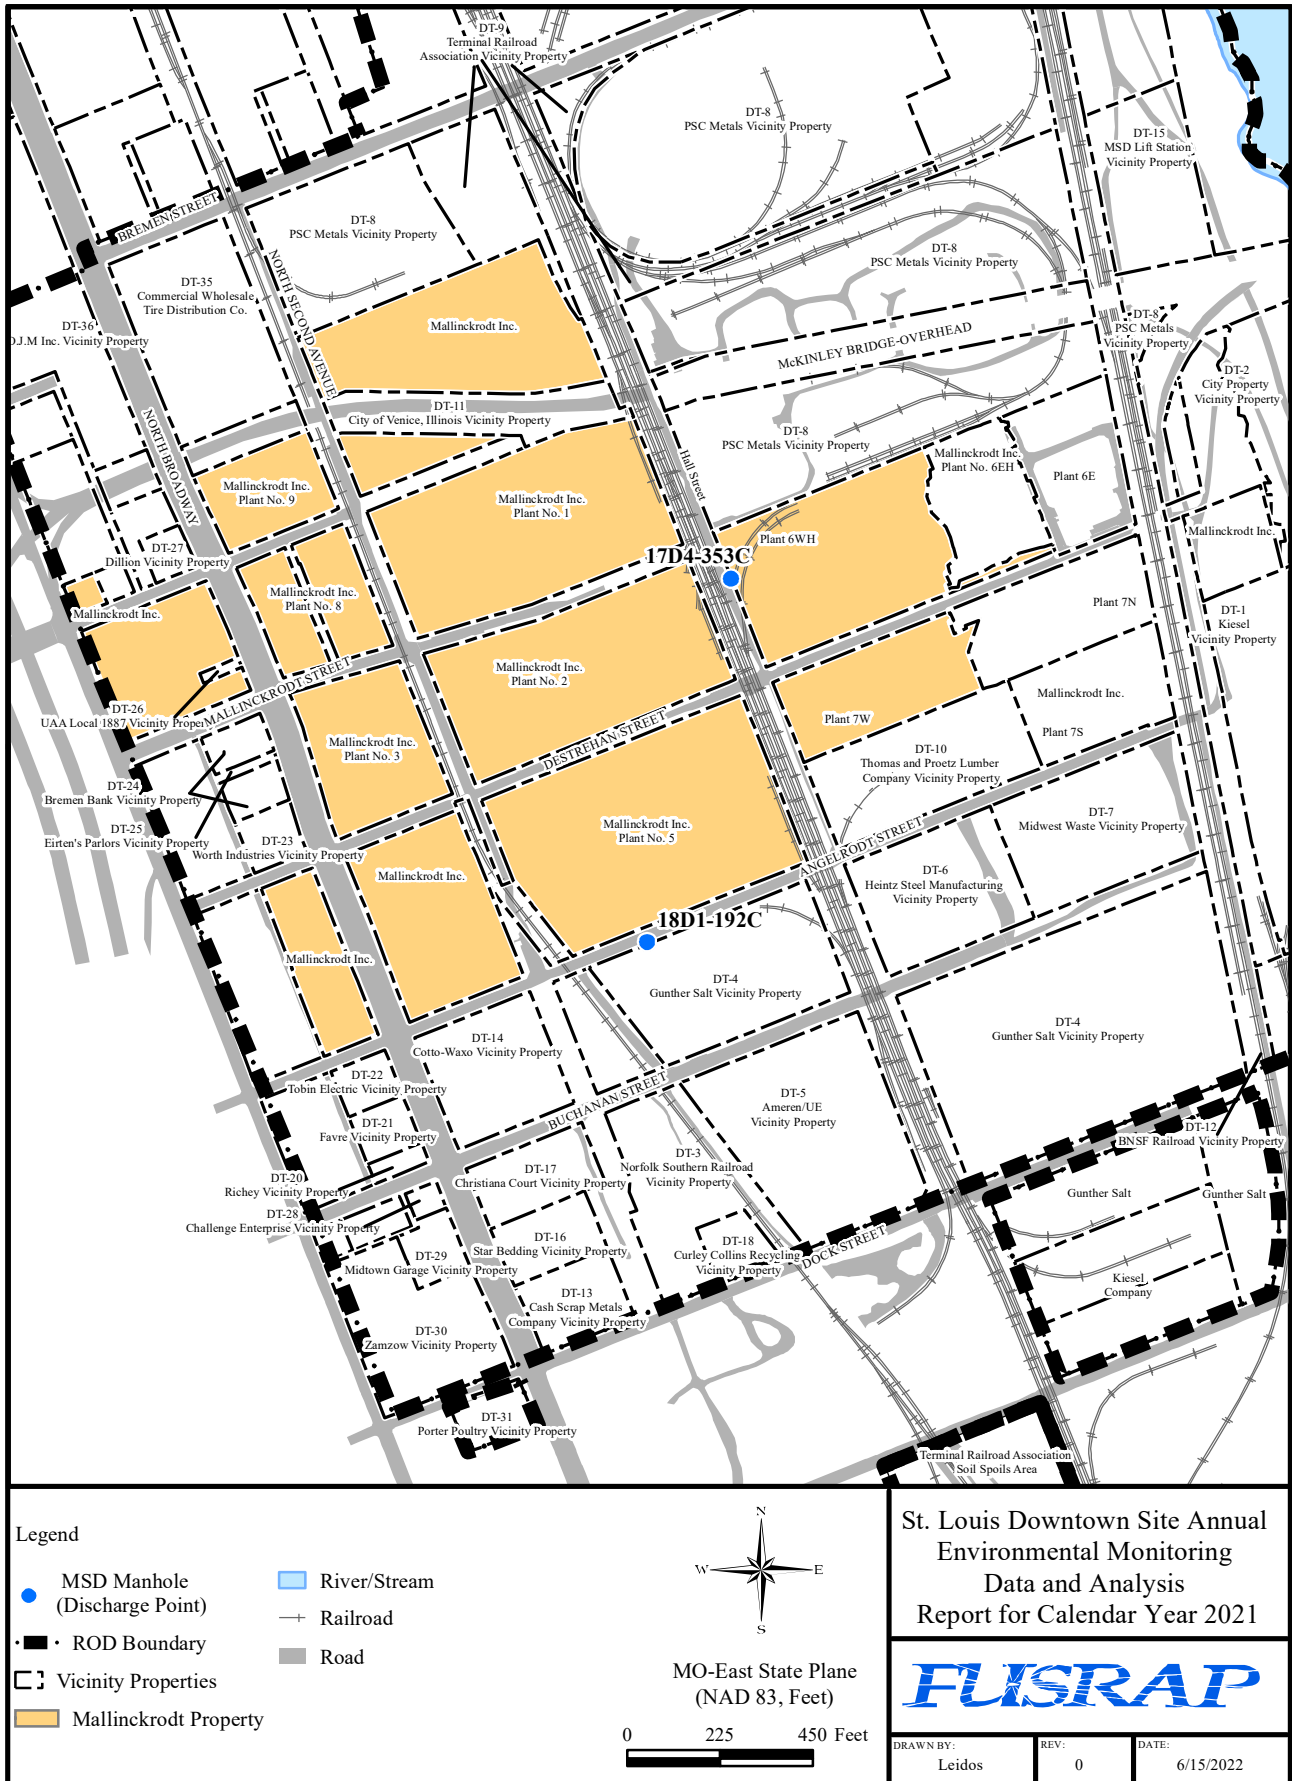 DT-9
Terminal Railroad
Association Vicinity Property
DT-8
PSC Metals Vicinity Property
DT-15
MSD Lift Station
Vicinity Property
BREMEN STREET
DT-8
PSC Metals Vicinity Property
DT-8
PSC Metals Vicinity Property
NORTH SECOND AVENUE
DT-35
Commercial Wholesale
Tire Distribution Co.
DT-36
O.J.M Inc. Vicinity Property
Mallinckrodt Inc.
McKINLEY BRIDGE-OVERHEAD
DT-8
PSC Metals
Vicinity Property
DT-2
City Property
Vicinity Property
DT-11
City of Venice, Illinois Vicinity Property
NORTH BROADWAY
DT-8
PSC Metals Vicinity Property
Hall Street
Mallinckrodt Inc.
Plant No. 6EH
Plant 6E
Mallinckrodt Inc.
Plant No. 9
Mallinckrodt Inc.
Plant No. 1
Mallinckrodt Inc.
Plant 6WH
17D4-353C
DT-27
Dillion Vicinity Property
Mallinckrodt Inc.
Plant No. 8
Mallinckrodt Inc.
Plant 7N
DT-1
Kiesel
Vicinity Property
Mallinckrodt Inc.
Plant No. 2
MALLINCKRODT STREET
DT-26
UAA Local 1887 Vicinity Property
Mallinckrodt Inc.
Plant 7S
Plant 7W
DESTREHAN STREET
Mallinckrodt Inc.
Plant No. 3
DT-10
Thomas and Proetz Lumber
Company Vicinity Property
DT-24
Bremen Bank Vicinity Property
DT-25
Eirten's Parlors Vicinity Property
DT-23
Worth Industries Vicinity Property
Mallinckrodt Inc.
Plant No. 5
DT-7
Midwest Waste Vicinity Property
ANGELRODT STREET
Mallinckrodt Inc.
DT-6
Heintz Steel Manufacturing
Vicinity Property
18D1-192C
Mallinckrodt Inc.
DT-4
Gunther Salt Vicinity Property
DT-4
Gunther Salt Vicinity Property
DT-14
Cotto-Waxo Vicinity Property
DT-22
Tobin Electric Vicinity Property
BUCHANAN STREET
DT-5
Ameren/UE
Vicinity Property
DT-21
Favre Vicinity Property
DT-12
BNSF Railroad Vicinity Property
DT-3
Norfolk Southern Railroad
Vicinity Property
DT-17
Christiana Court Vicinity Property
DT-20
Richey Vicinity Property
Gunther Salt
Gunther Salt
DT-28
Challenge Enterprise Vicinity Property
DT-16
Star Bedding Vicinity Property
DT-18
Curley Collins Recycling
Vicinity Property
DOCK STREET
DT-29
Midtown Garage Vicinity Property
Kiesel
Company
DT-13
Cash Scrap Metals
Company Vicinity Property
DT-30
Zamzow Vicinity Property
DT-31
Porter Poultry Vicinity Property
Terminal Railroad Association
Soil Spoils Area
Legend
MSD Manhole
(Discharge Point)
ROD Boundary
Vicinity Properties
Mallinckrodt Property
River/Stream
Railroad
Road
N
W
E
S
MO-East State Plane
(NAD 83, Feet)
0 225 450 Feet
St. Louis Downtown Site Annual
Environmental Monitoring
Data and Analysis
Report for Calendar Year 2021
FUSRAP
DRAWN BY:
Leidos
REV:
0
DATE:
6/15/2022